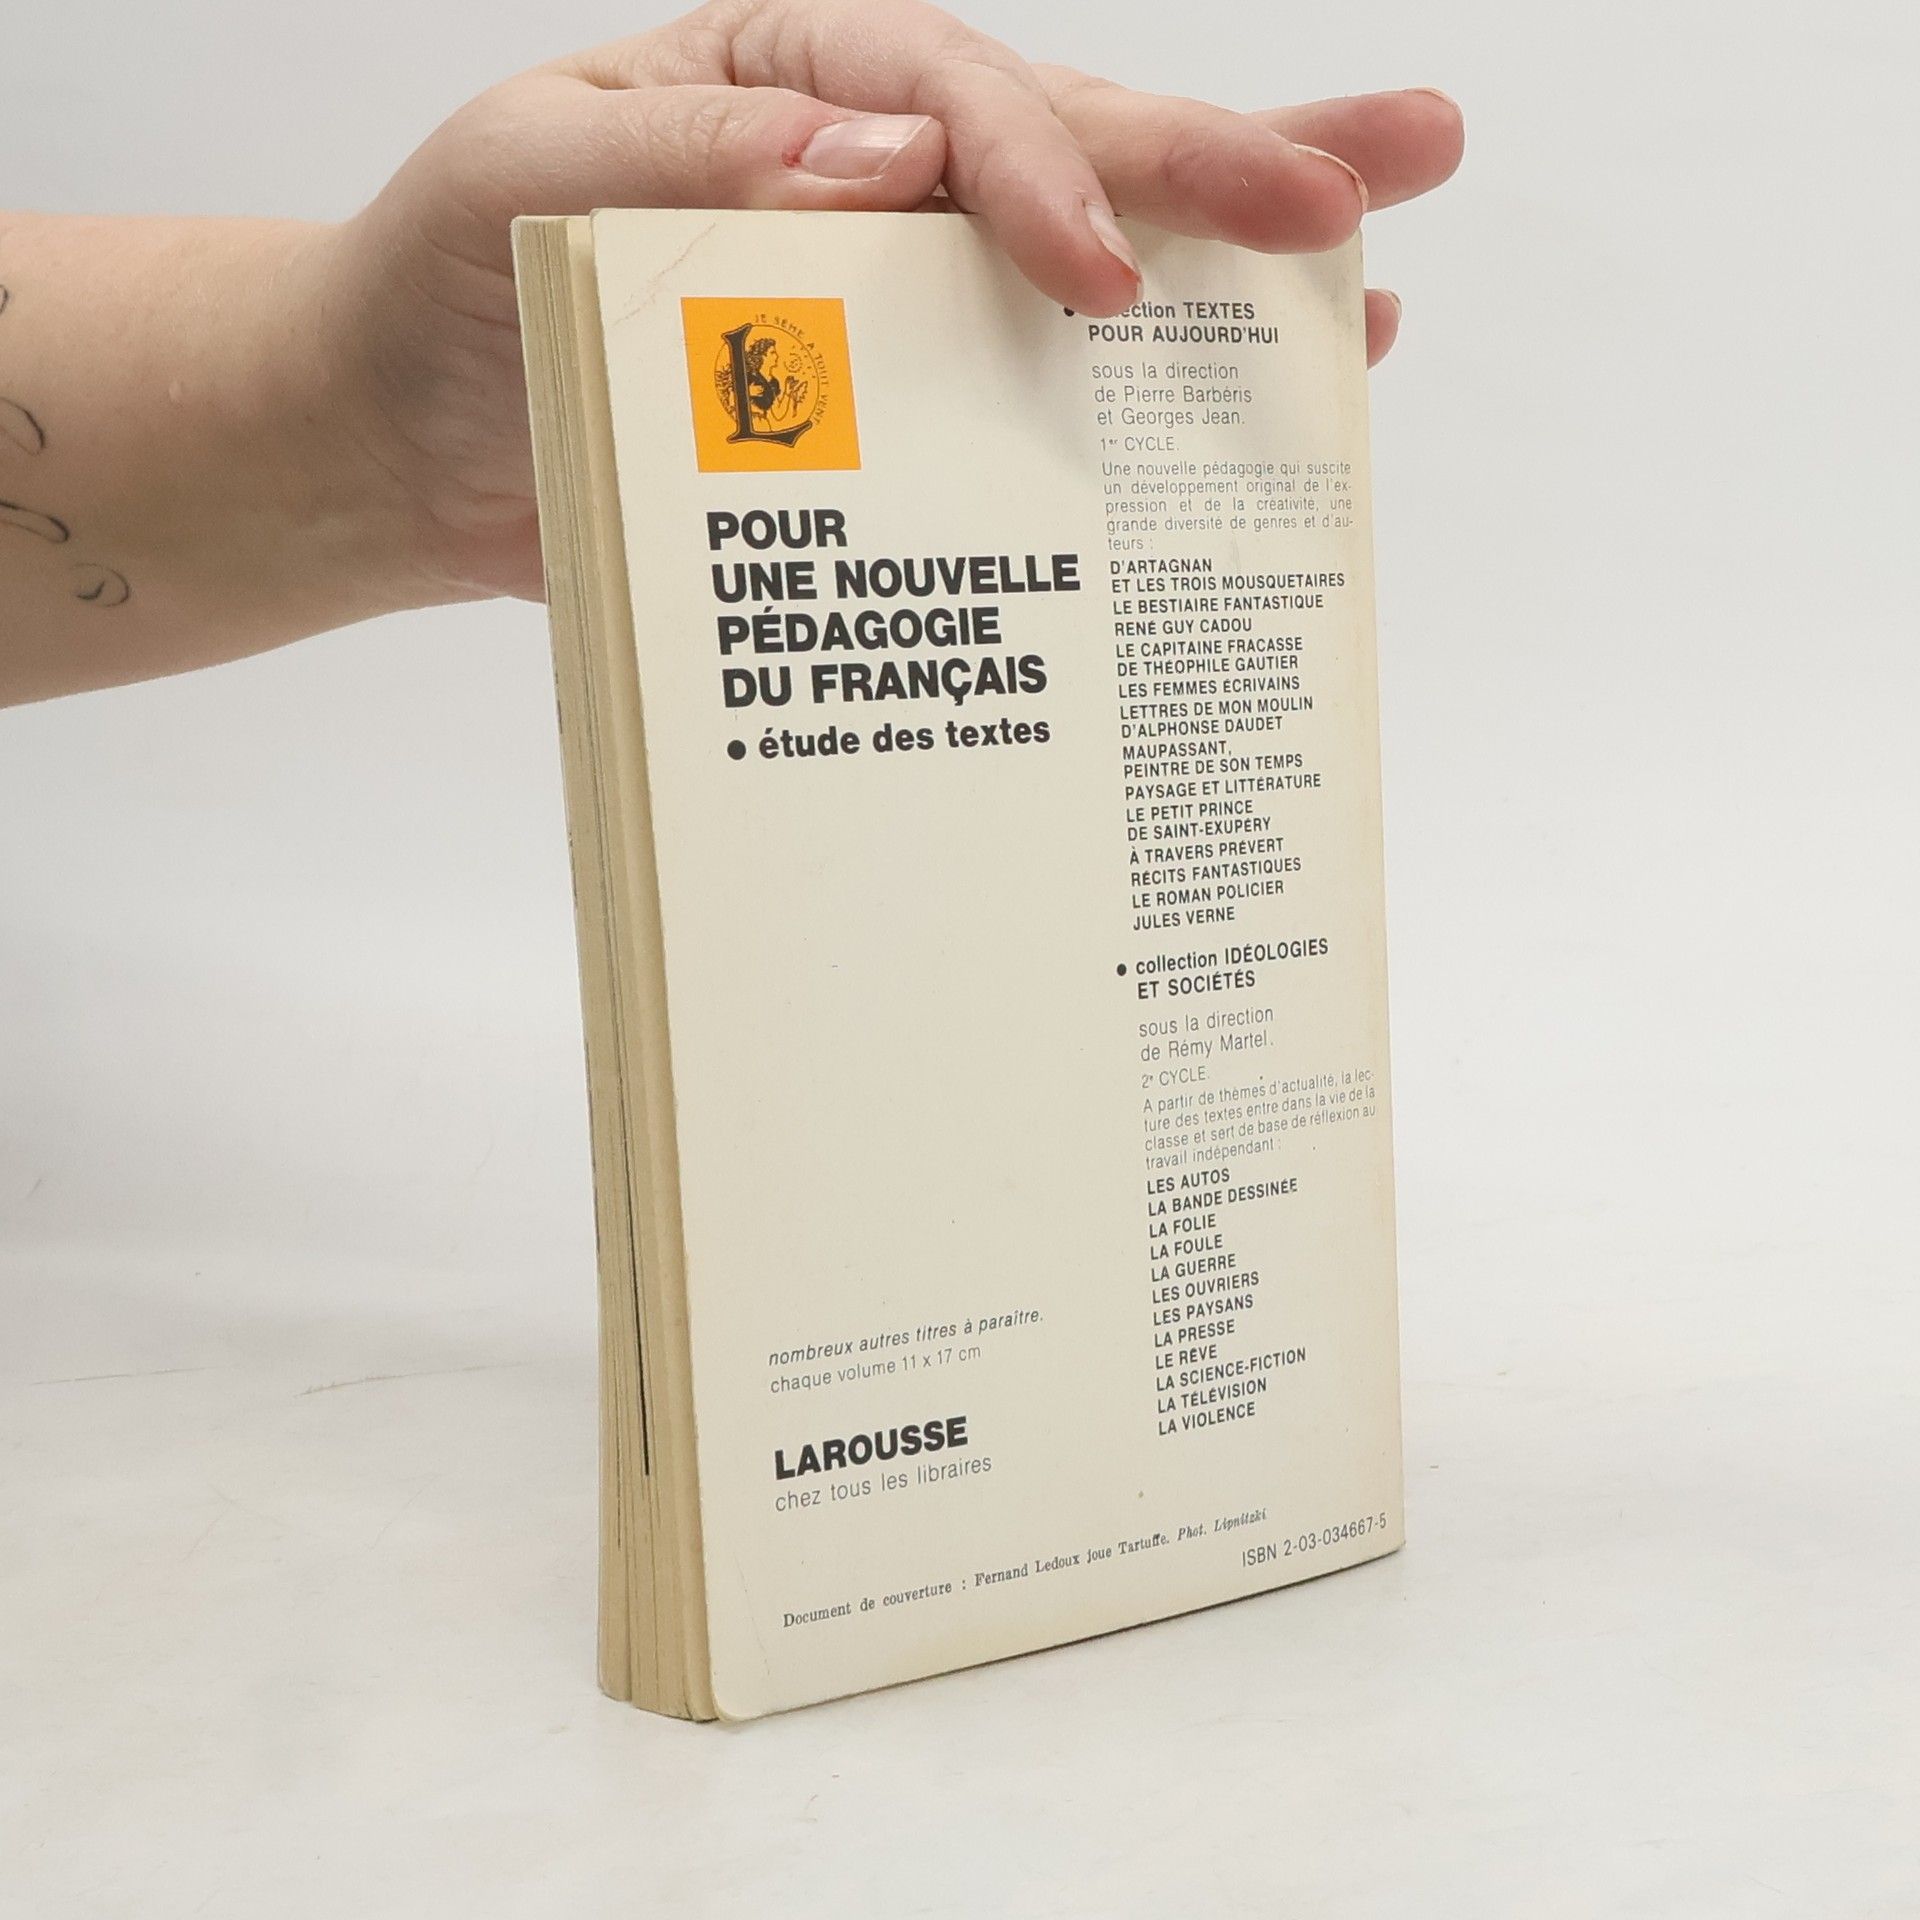 JE SÈME A TOUT VENT
POUR
UNE NOUVELLE
PÉDAGOGIE
DU FRANÇAIS
• étude des textes
nombreux autres titres à paraître.
chaque volume 11 x 17 cm
LAROUSSE
chez tous les libraires
TEXTES
POUR AUJOURD'HUI
sous la direction
de Pierre Barbéris
et Georges Jean.
1er CYCLE.
Une nouvelle pédagogie qui suscite
un développement original de l'ex-
pression et de la créativité, une
grande diversité de genres et d'au-
teurs :
D'ARTAGNAN
ET LES TROIS MOUSQUETAIRES
LE BESTIAIRE FANTASTIQUE
RENÉ GUY CADOU
LE CAPITAINE FRACASSE
DE THÉOPHILE GAUTIER
LES FEMMES ÉCRIVAINS
LETTRES DE MON MOULIN
D'ALPHONSE DAUDET
MAUPASSANT,
PEINTRE DE SON TEMPS
PAYSAGE ET LITTÉRATURE
LE PETIT PRINCE
DE SAINT-EXUPÉRY
À TRAVERS PRÉVERT
RÉCITS FANTASTIQUES
LE ROMAN POLICIER
JULES VERNE
• collection IDÉOLOGIES
ET SOCIÉTÉS
sous la direction
de Rémy Martel.
2e CYCLE.
A partir de thèmes d'actualité, la lec-
ture des textes entre dans la vie de la
classe et sert de base de réflexion au
travail indépendant :
LES AUTOS
LA BANDE DESSINÉE
LA FOLIE
LA FOULE
LA GUERRE
LES OUVRIERS
LES PAYSANS
LA PRESSE
LE RÊVE
LA SCIENCE-FICTION
LA TÉLÉVISION
LA VIOLENCE
Document de couverture : Fernand Ledoux joue Tartuffe. Phot. Lipnitzki
ISBN 2-03-034667-5